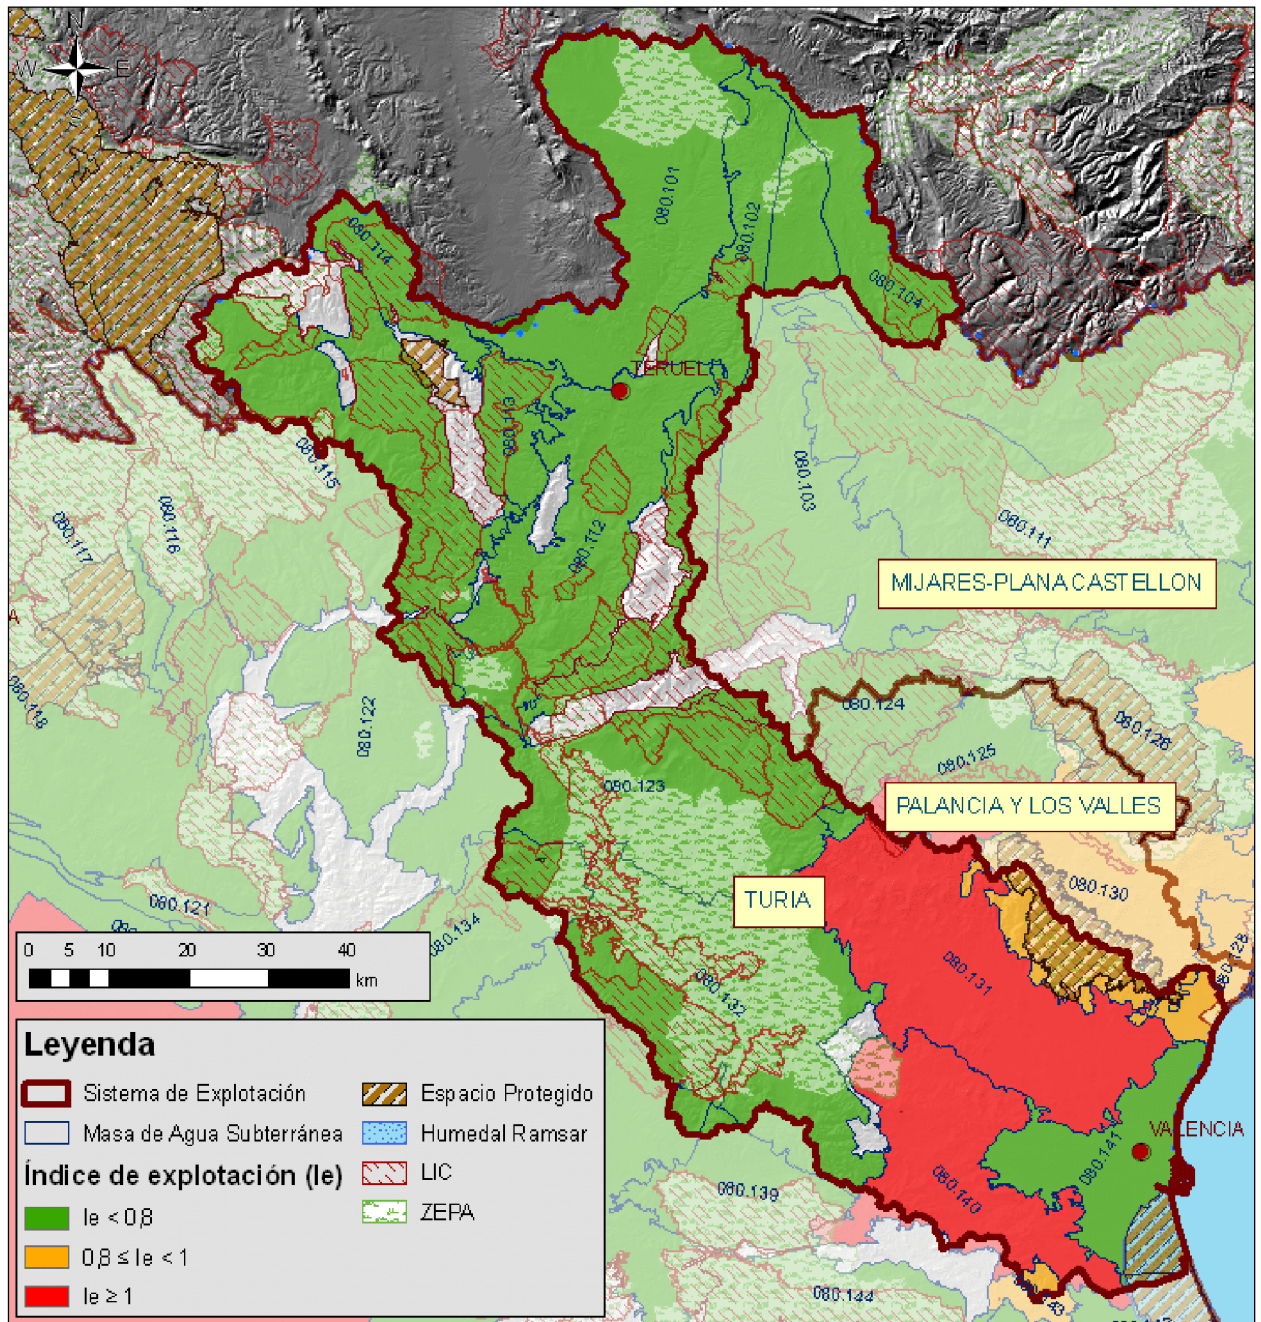 N
W
E
S
080.101
080.102
080.114
080.104
TERUEL
080.113
080.115
080.103
080.116
080.117
080.111
080.112
MIJARES-PLANA CASTELLON
A
080.118
080.122
080.124
080.126
080.125
080.123
PALANCIA Y LOS VALLES
TURIA
080.130
080.121
080.134
080.128
080.131
080.132
0 5 10 20 30 40
km
Leyenda
Sistema de Explotación
Masa de Agua Subterránea
Índice de explotación (Ie)
Ie < 0,8
0,8 ≤ Ie < 1
Ie ≥ 1
Espacio Protegido
Humedal Ramsar
LIC
ZEPA
VALENCIA
080.141
080.140
080.139
080.144